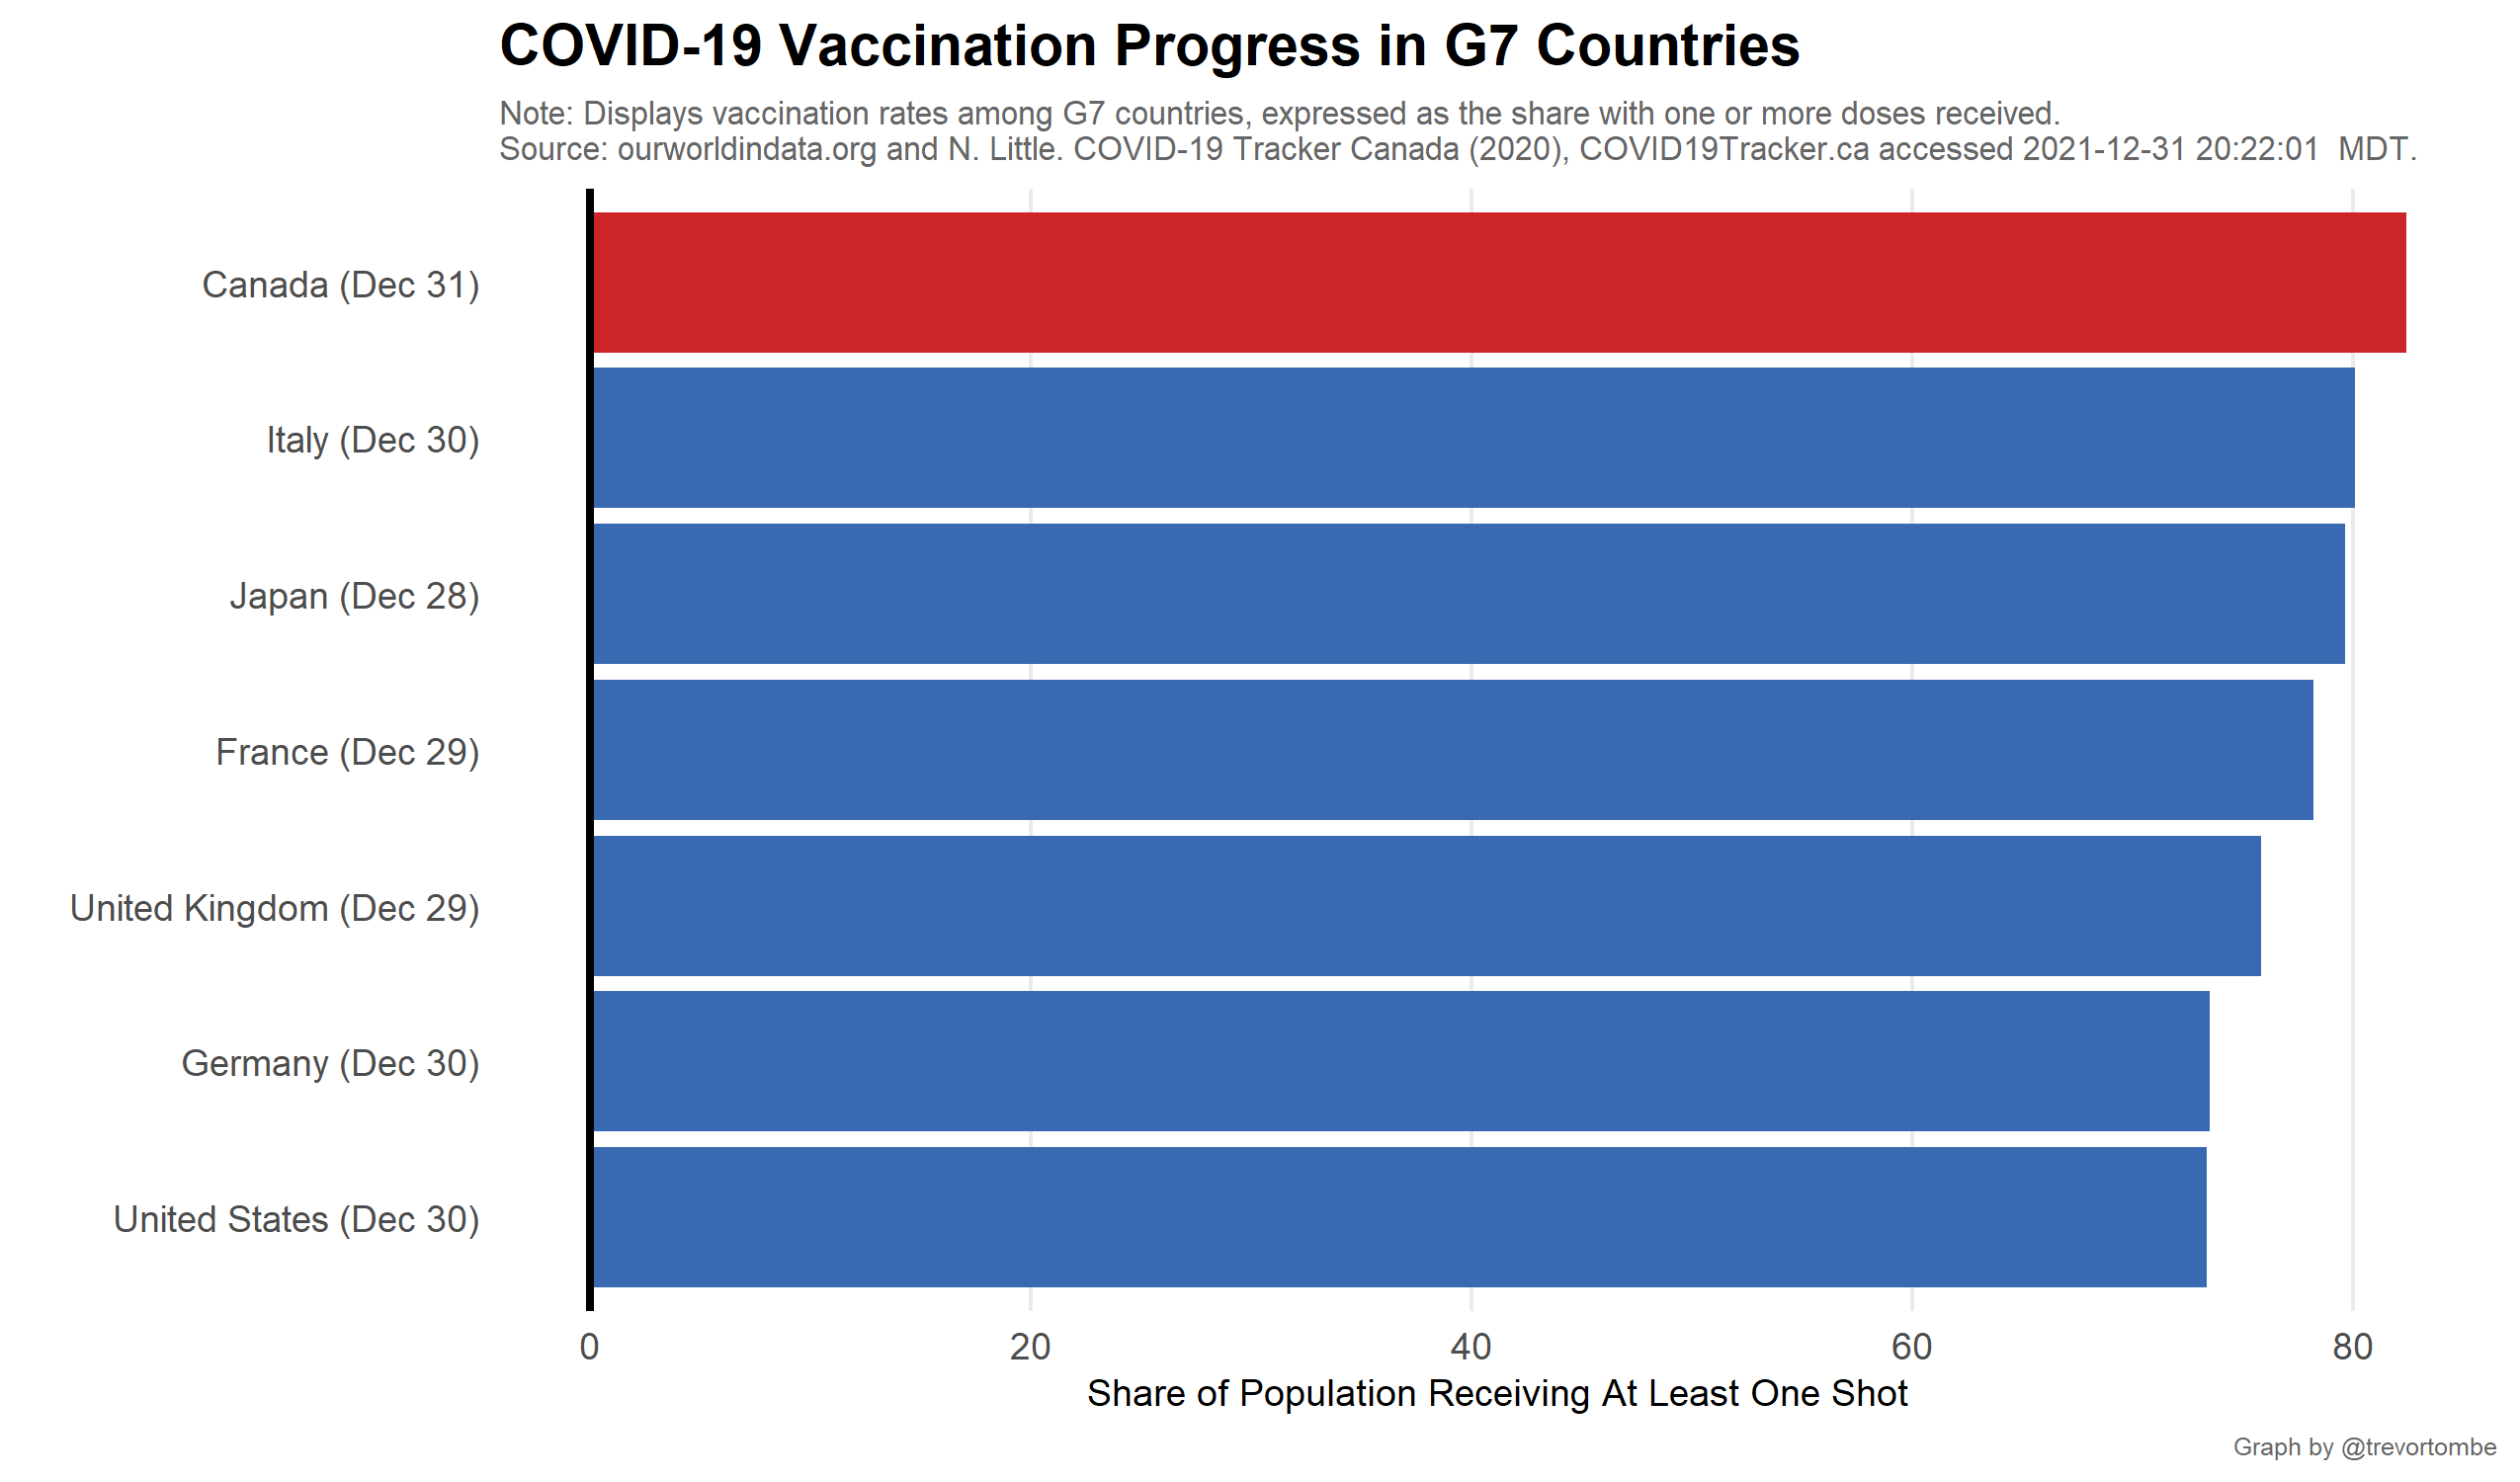 COVID-19 Vaccination Progress in G7 Countries
Note: Displays vaccination rates among G7 countries, expressed as the share with one or more doses received.
Source: ourworldindata.org and N. Little. COVID-19 Tracker Canada (2020), COVID19Tracker.ca accessed 2021-12-31 20:22:01  MDT.
Canada (Dec 31)
Italy (Dec 30)
Japan (Dec 28)
France (Dec 29)
United Kingdom (Dec 29)
Germany (Dec 30)
United States (Dec 30)
0 20 40 60 80
Share of Population Receiving At Least One Shot
Graph by @trevortombe